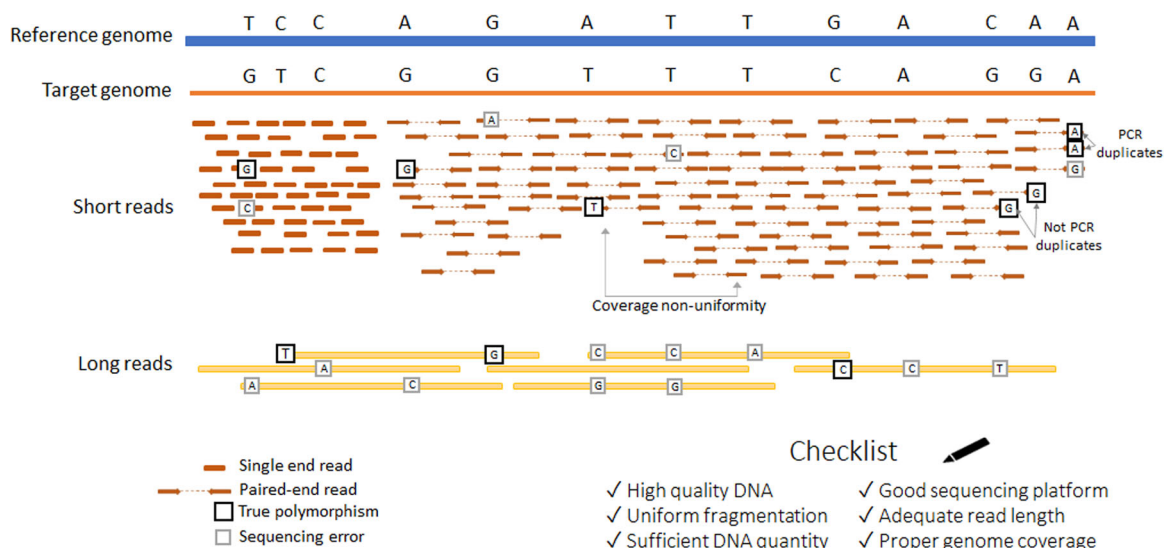 T C C A G A T T G A C A A
Reference genome
G T C G G T T T C A G G A
Target genome
A
A
PCR
duplicates
C
A
G
G
G
Short reads
C
T
G
G
Not PCR
duplicates
Coverage non-uniformity
Long reads
T
G
C
C
A
A
C
C
T
A
C
G
G
Checklist
Single end read
Paired-end read
True polymorphism
Sequencing error
✓ High quality DNA
✓ Uniform fragmentation
✓ Sufficient DNA quantity
✓ Good sequencing platform
✓ Adequate read length
✓ Proper genome coverage